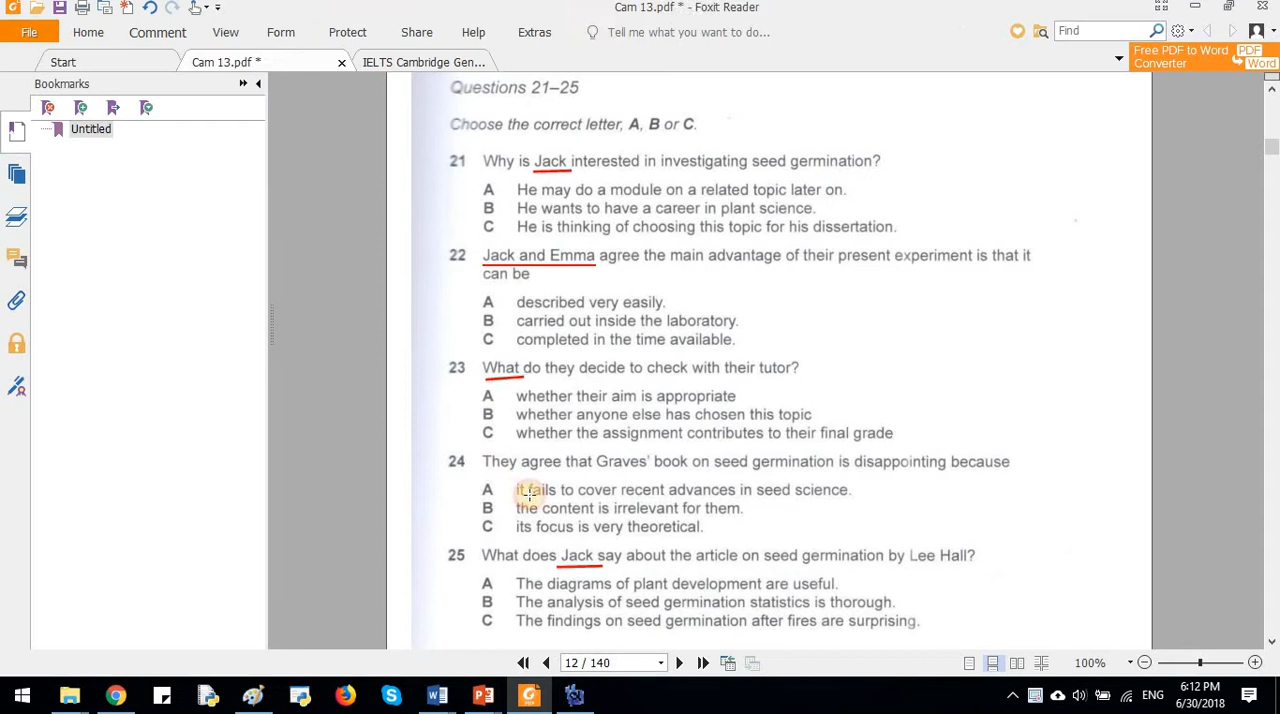 Cam 13.pdf * - Foxit Reader
File Home Comment View Form Protect Share Help Extras Tell me what you want to do... Find
Free PDF to Word Converter
PDF
Word
Start Cam 13.pdf * IELTS Cambridge Gen...
Bookmarks
Untitled
Questions 21–25
Choose the correct letter, A, B or C.
21 Why is Jack interested in investigating seed germination?
A He may do a module on a related topic later on.
B He wants to have a career in plant science.
C He is thinking of choosing this topic for his dissertation.
22 Jack and Emma agree the main advantage of their present experiment is that it
can be
A described very easily.
B carried out inside the laboratory.
C completed in the time available.
23 What do they decide to check with their tutor?
A whether their aim is appropriate
B whether anyone else has chosen this topic
C whether the assignment contributes to their final grade
24 They agree that Graves' book on seed germination is disappointing because
A it fails to cover recent advances in seed science.
B the content is irrelevant for them.
C its focus is very theoretical.
25 What does Jack say about the article on seed germination by Lee Hall?
A The diagrams of plant development are useful.
B The analysis of seed germination statistics is thorough.
C The findings on seed germination after fires are surprising.
12 / 140 100%
ENG 6:12 PM
6/30/2018